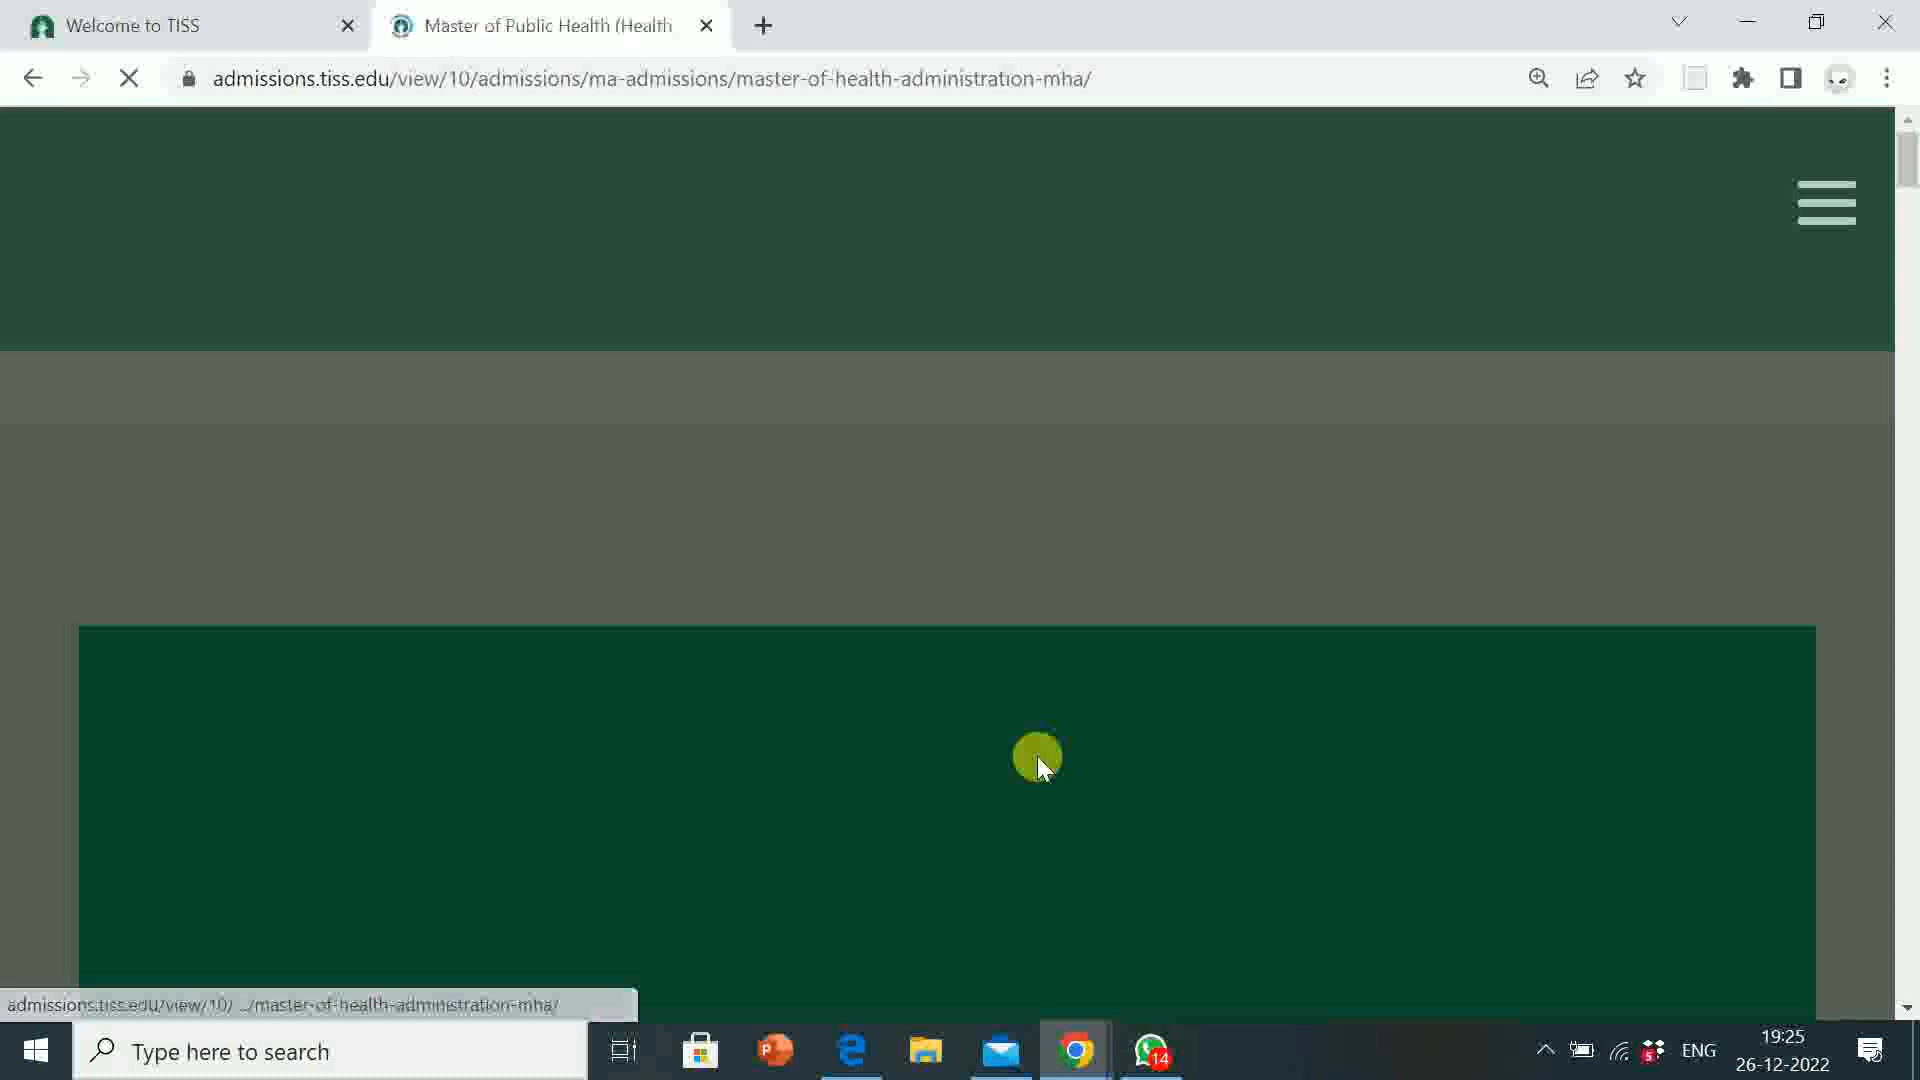 Welcome to TISS
Master of Public Health (Health
admissions.tiss.edu/view/10/admissions/ma-admissions/master-of-health-administration-mha/
admissions.tiss.edu/view/10/.../master-of-health-administration-mha/
Type here to search
14
5
ENG
19:25
26-12-2022